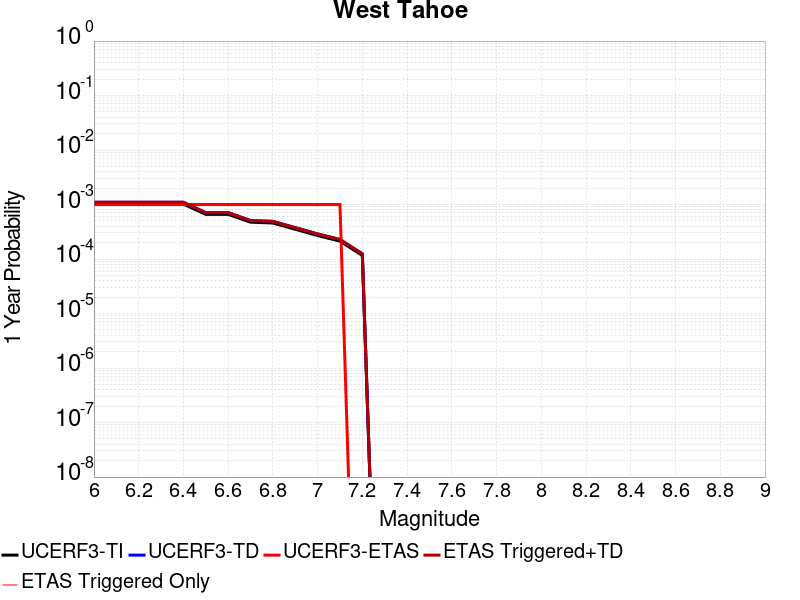 West Tahoe
10^0
10^-1
10^-2
10^-3
10^-4
10^-5
10^-6
10^-7
10^-8
1 Year Probability
6 6.2 6.4 6.6 6.8 7 7.2 7.4 7.6 7.8 8 8.2 8.4 8.6 8.8 9
Magnitude
UCERF3-TI UCERF3-TD UCERF3-ETAS ETAS Triggered+TD
ETAS Triggered Only